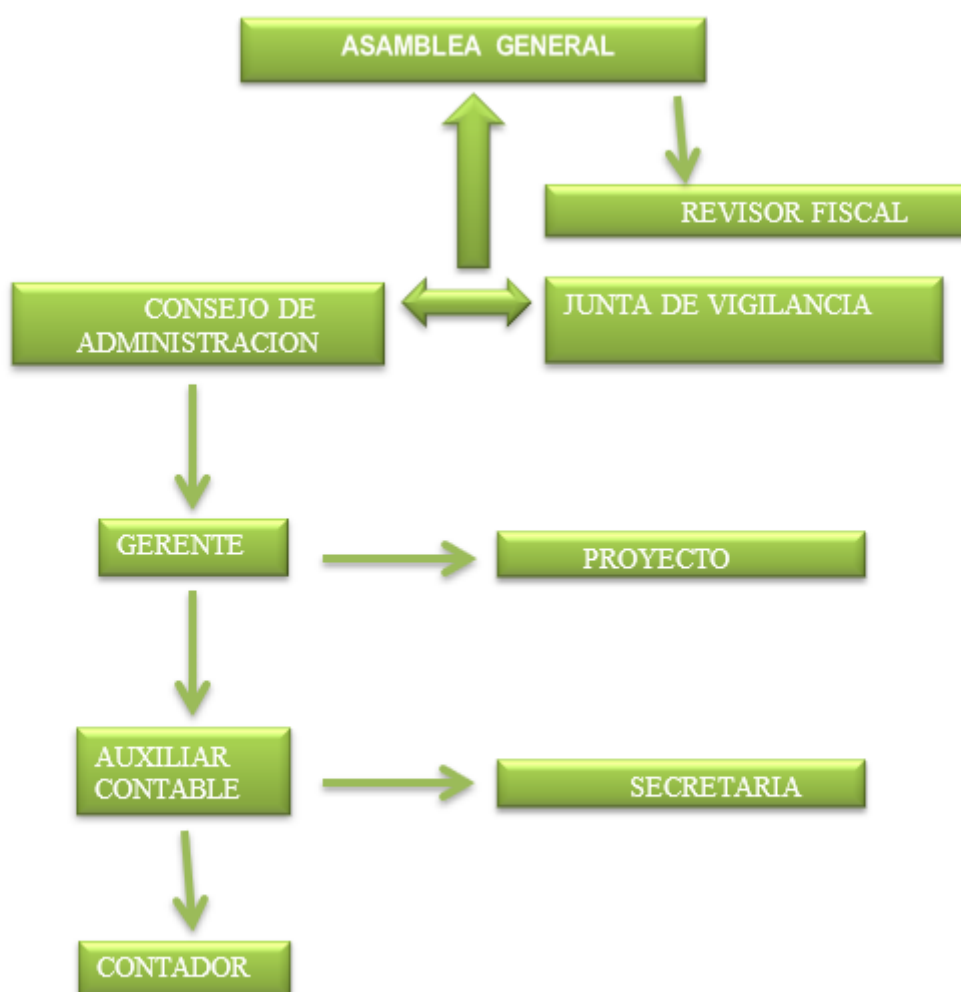 ASAMBLEA GENERAL
REVISOR FISCAL
CONSEJO DE
ADMINISTRACION
JUNTA DE VIGILANCIA
GERENTE
PROYECTO
AUXILIAR
CONTABLE
SECRETARIA
CONTADOR